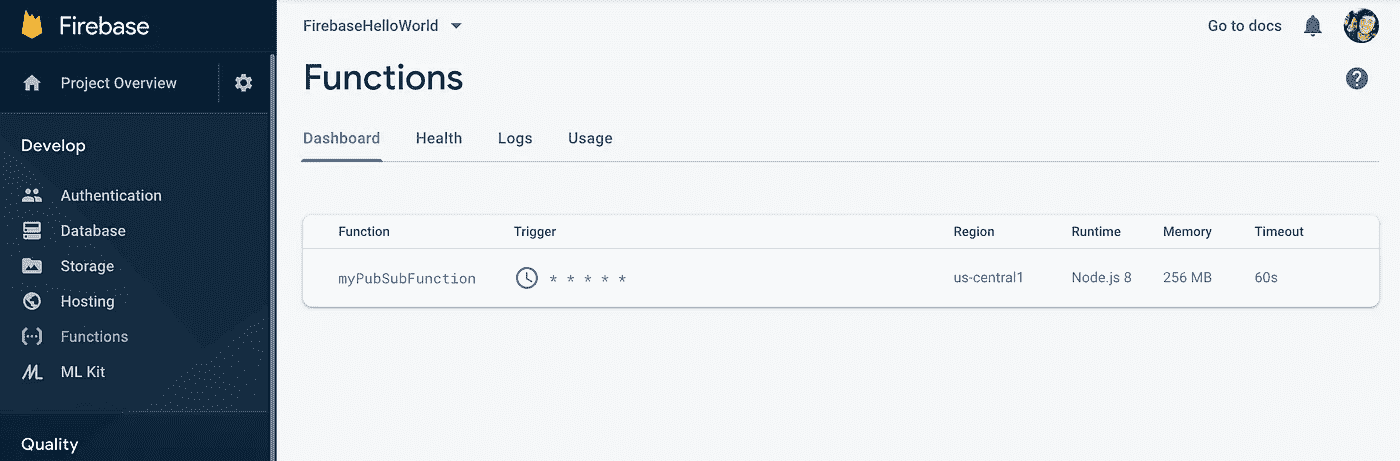 Firebase
Project Overview
Develop
Authentication
Database
Storage
Hosting
Functions
ML Kit
Quality
FirebaseHelloWorld
Go to docs
Functions
Dashboard Health Logs Usage
Function Trigger Region Runtime Memory Timeout
myPubSubFunction * * * * * us-central1 Node.js 8 256 MB 60s